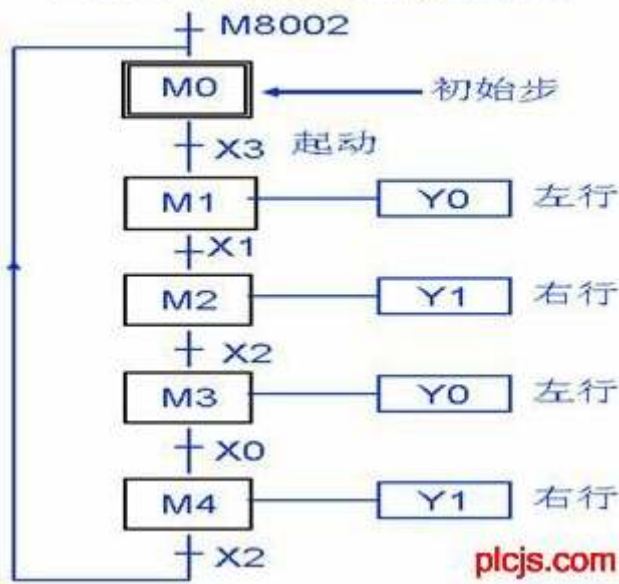 M8002
M0 初始步
X3 起动
M1 Y0 左行
X1
M2 Y1 右行
X2
M3 Y0 左行
X0
M4 Y1 右行
X2
plcjs.com